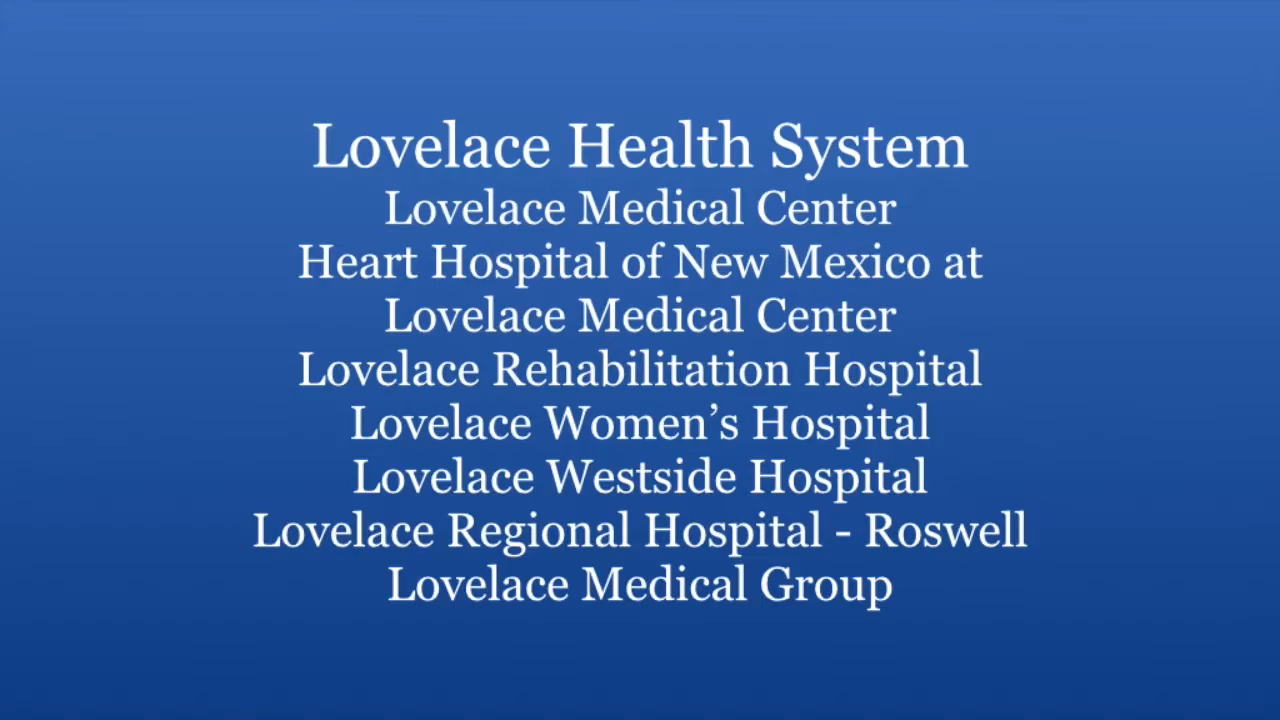 Lovelace Health System
Lovelace Medical Center
Heart Hospital of New Mexico at
Lovelace Medical Center
Lovelace Rehabilitation Hospital
Lovelace Women’s Hospital
Lovelace Westside Hospital
Lovelace Regional Hospital - Roswell
Lovelace Medical Group